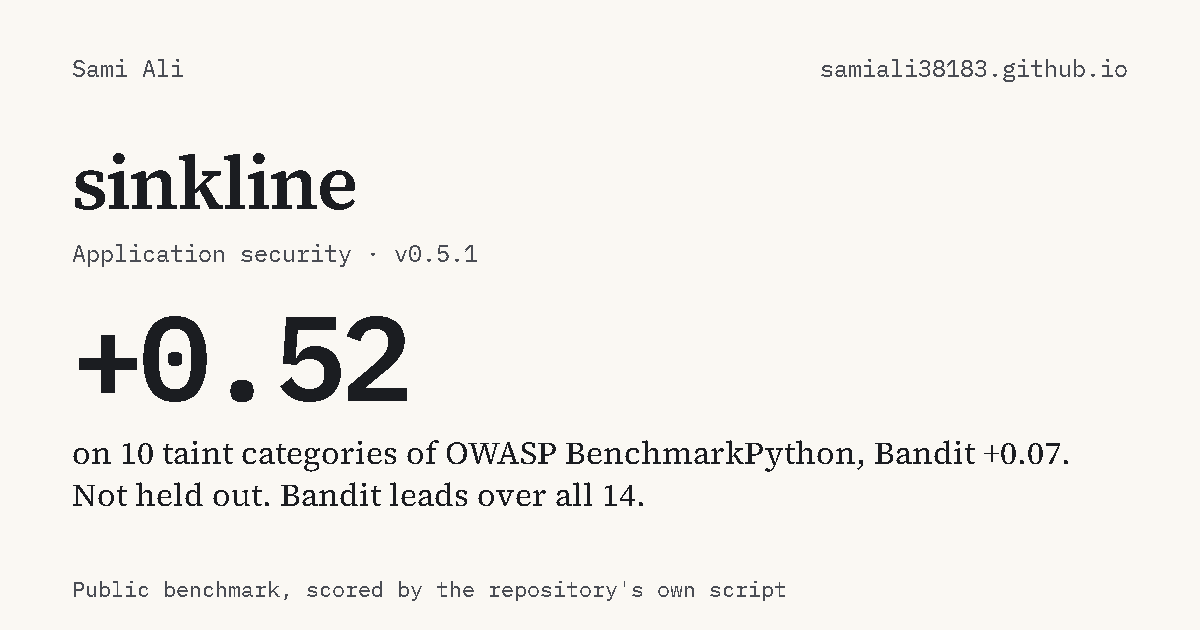 Sami Ali
samiali38183.github.io
sinkline
Application security · v0.5.1
+0.52
on 10 taint categories of OWASP BenchmarkPython, Bandit +0.07.
Not held out. Bandit leads over all 14.
Public benchmark, scored by the repository's own script